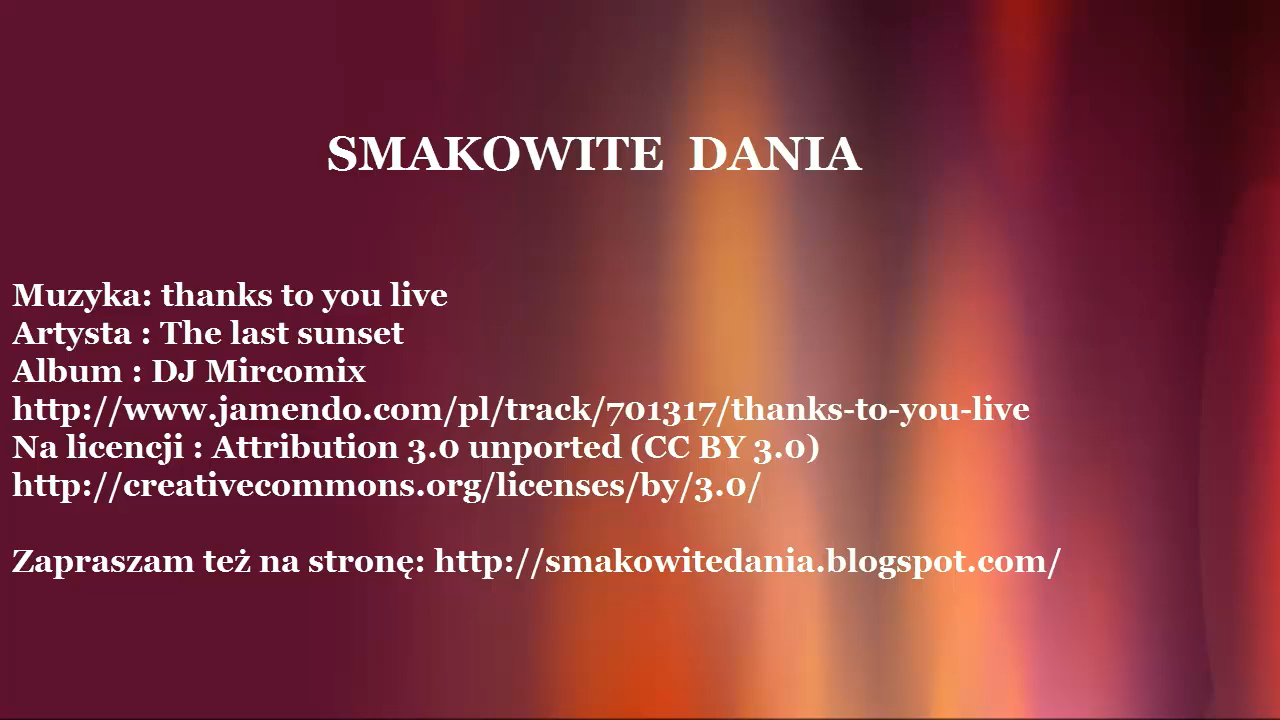 SMAKOWITE DANIA
Muzyka: thanks to you live
Artysta : The last sunset
Album : DJ Mircomix
http://www.jamendo.com/pl/track/701317/thanks-to-you-live
Na licencji : Attribution 3.0 unported (CC BY 3.0)
http://creativecommons.org/licenses/by/3.0/
Zapraszam też na stronę: http://smakowitedania.blogspot.com/